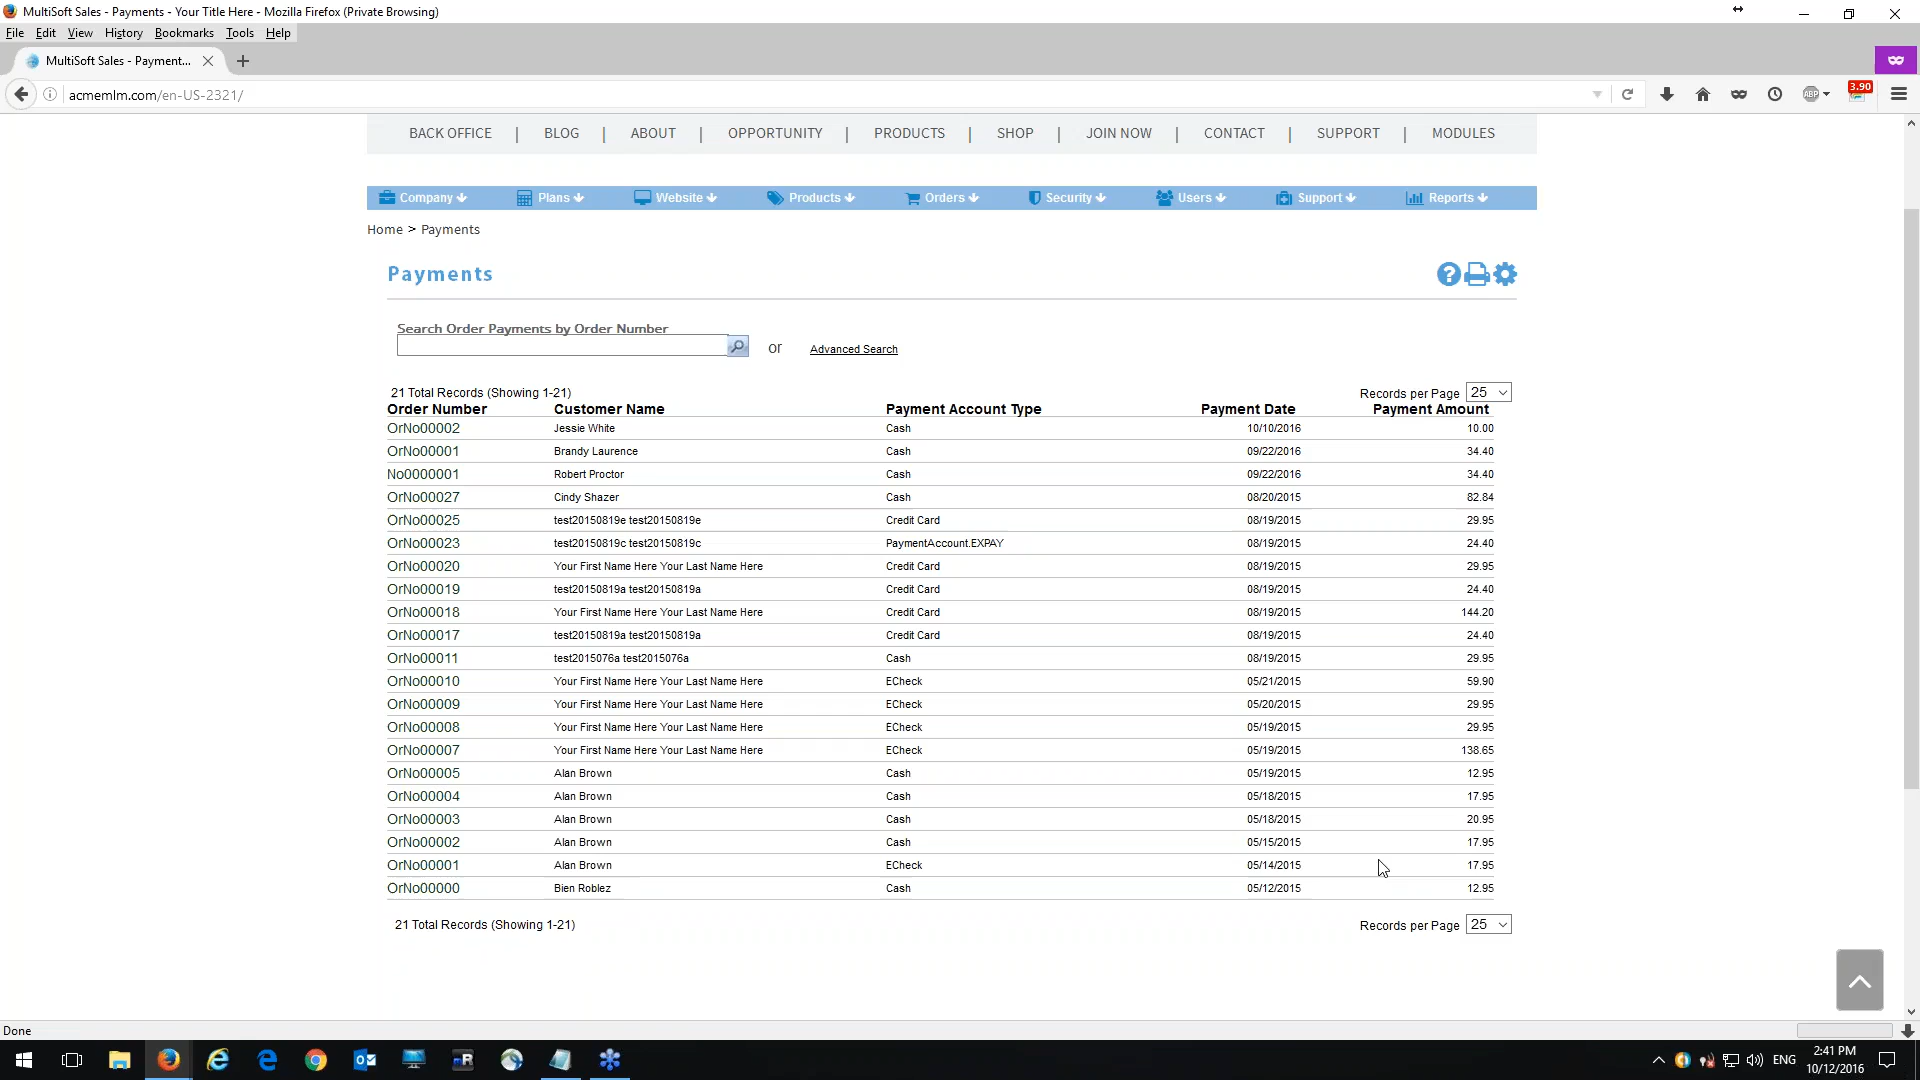 MultiSoft Sales - Payments - Your Title Here - Mozilla Firefox (Private Browsing)
File Edit View History Bookmarks Tools Help
MultiSoft Sales - Payment...
acmemlm.com/en-US-2321/
ABP
3.90
BACK OFFICE | BLOG | ABOUT | OPPORTUNITY | PRODUCTS | SHOP | JOIN NOW | CONTACT | SUPPORT | MODULES
Company Plans Website Products Orders Security Users Support Reports
Home > Payments
Payments
Search Order Payments by Order Number
or Advanced Search
21 Total Records (Showing 1-21) Records per Page 25
Order Number Customer Name Payment Account Type Payment Date Payment Amount
OrNo00002 Jessie White Cash 10/10/2016 10.00
OrNo00001 Brandy Laurence Cash 09/22/2016 34.40
No0000001 Robert Proctor Cash 09/22/2016 34.40
OrNo00027 Cindy Shazer Cash 08/20/2015 82.84
OrNo00025 test20150819e test20150819e Credit Card 08/19/2015 29.95
OrNo00023 test20150819c test20150819c PaymentAccount.EXPAY 08/19/2015 24.40
OrNo00020 Your First Name Here Your Last Name Here Credit Card 08/19/2015 29.95
OrNo00019 test20150819a test20150819a Credit Card 08/19/2015 24.40
OrNo00018 Your First Name Here Your Last Name Here Credit Card 08/19/2015 144.20
OrNo00017 test20150819a test20150819a Credit Card 08/19/2015 24.40
OrNo00011 test2015076a test2015076a Cash 08/19/2015 29.95
OrNo00010 Your First Name Here Your Last Name Here ECheck 05/21/2015 59.90
OrNo00009 Your First Name Here Your Last Name Here ECheck 05/20/2015 29.95
OrNo00008 Your First Name Here Your Last Name Here ECheck 05/19/2015 29.95
OrNo00007 Your First Name Here Your Last Name Here ECheck 05/19/2015 138.65
OrNo00005 Alan Brown Cash 05/19/2015 12.95
OrNo00004 Alan Brown Cash 05/18/2015 17.95
OrNo00003 Alan Brown Cash 05/18/2015 20.95
OrNo00002 Alan Brown Cash 05/15/2015 17.95
OrNo00001 Alan Brown ECheck 05/14/2015 17.95
OrNo00000 Bien Roblez Cash 05/12/2015 12.95
21 Total Records (Showing 1-21) Records per Page 25
Done
ENG
2:41 PM
10/12/2016